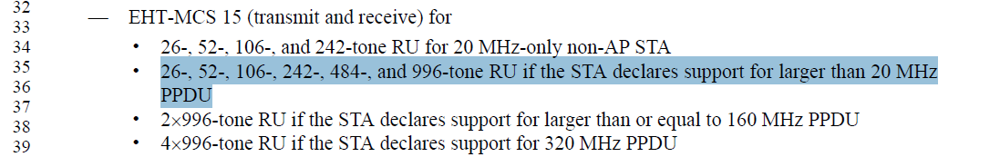 32
33 — EHT-MCS 15 (transmit and receive) for
34 • 26-, 52-, 106-, and 242-tone RU for 20 MHz-only non-AP STA
35 • 26-, 52-, 106-, 242-, 484-, and 996-tone RU if the STA declares support for larger than 20 MHz
36 PPDU
37
38 • 2×996-tone RU if the STA declares support for larger than or equal to 160 MHz PPDU
39 • 4×996-tone RU if the STA declares support for 320 MHz PPDU